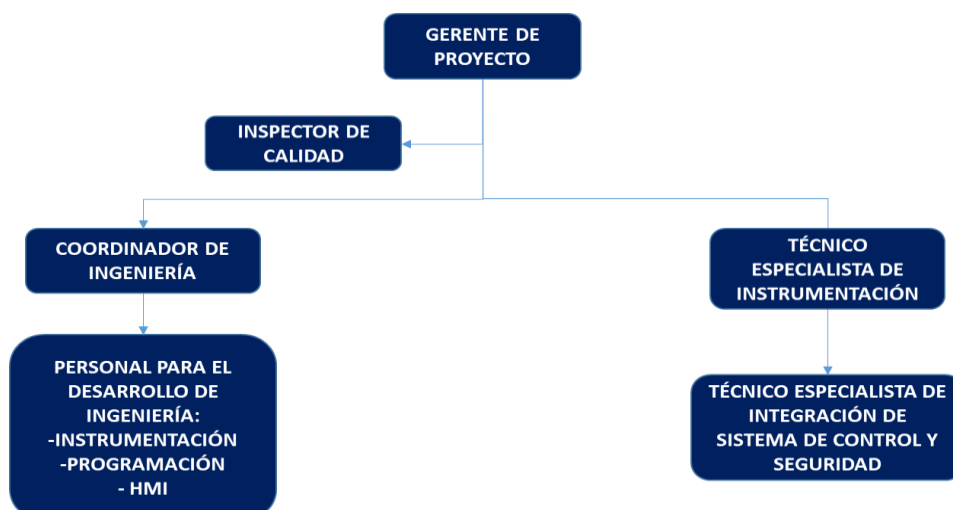 GERENTE DE
PROYECTO
INSPECTOR DE
CALIDAD
COORDINADOR DE
INGENIERÍA
TÉCNICO
ESPECIALISTA DE
INSTRUMENTACIÓN
PERSONAL PARA EL
DESARROLLO DE
INGENIERÍA:
-INSTRUMENTACIÓN
-PROGRAMACIÓN
- HMI
TÉCNICO ESPECIALISTA DE
INTEGRACIÓN DE
SISTEMA DE CONTROL Y
SEGURIDAD